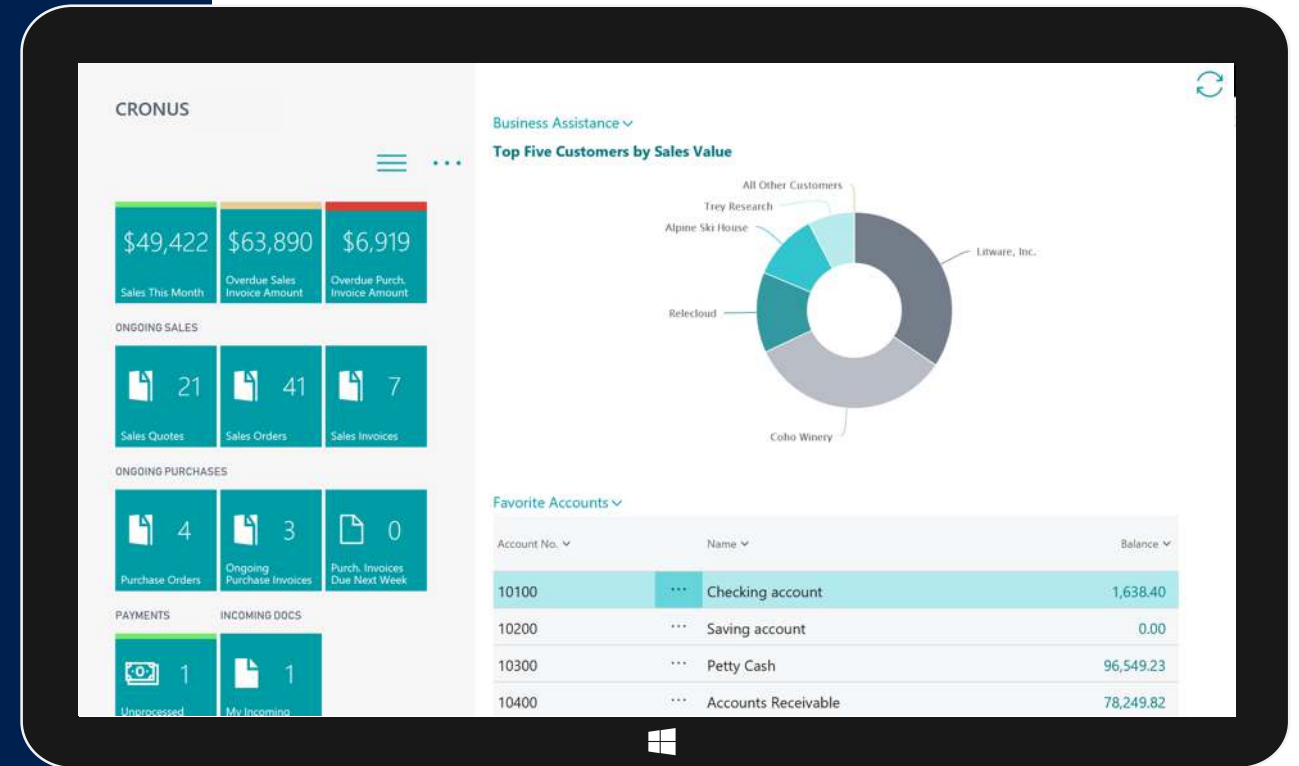 CRONUS
$49,422
Sales This Month
$63,890
Overdue Sales
Invoice Amount
$6,919
Overdue Purch.
Invoice Amount
ONGOING SALES
21
Sales Quotes
41
Sales Orders
7
Sales Invoices
ONGOING PURCHASES
4
Purchase Orders
3
Ongoing
Purchase Invoices
0
Purch. Invoices
Due Next Week
PAYMENTS
INCOMING DOCS
1
Unprocessed
1
My Incoming
Business Assistance
Top Five Customers by Sales Value
All Other Customers
Trey Research
Alpine Ski House
Litware, Inc.
Relecloud
Coho Winery
Favorite Accounts
Account No. Name Balance
10100 ... Checking account 1,638.40
10200 ... Saving account 0.00
10300 ... Petty Cash 96,549.23
10400 ... Accounts Receivable 78,249.82